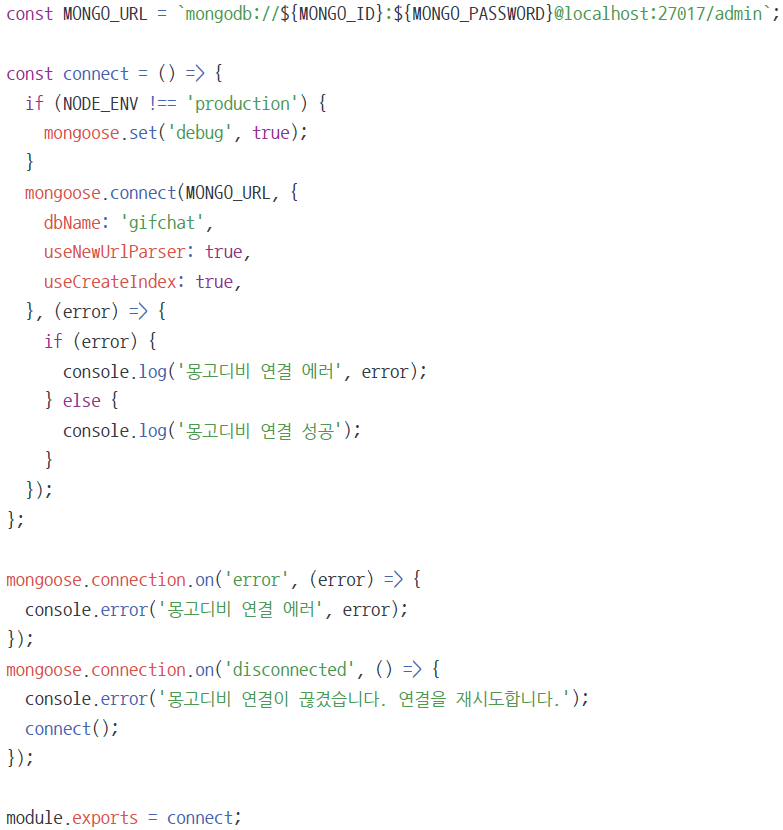 const MONGO_URL = `mongodb://${MONGO_ID}:${MONGO_PASSWORD}@localhost:27017/admin`;

const connect = () => {
  if (NODE_ENV !== 'production') {
    mongoose.set('debug', true);
  }
  mongoose.connect(MONGO_URL, {
    dbName: 'gifchat',
    useNewUrlParser: true,
    useCreateIndex: true,
  }, (error) => {
    if (error) {
      console.log('몽고디비 연결 에러', error);
    } else {
      console.log('몽고디비 연결 성공');
    }
  });
};

mongoose.connection.on('error', (error) => {
  console.error('몽고디비 연결 에러', error);
});
mongoose.connection.on('disconnected', () => {
  console.error('몽고디비 연결이 끊겼습니다. 연결을 재시도합니다.');
  connect();
});

module.exports = connect;